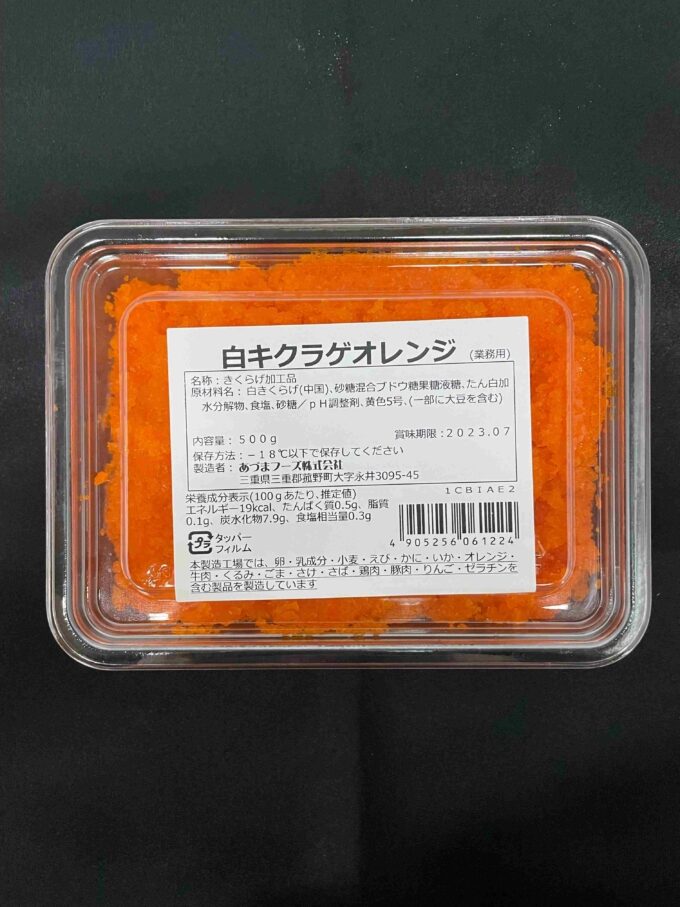 白キクラゲオレンジ (業務用)
名称:きくらげ加工品
原材料名: 白きくらげ(中国)、砂糖混合ブドウ糖果糖液糖、たん白加
水分解物、食塩、砂糖/pH調整剤、黄色5号、(一部に大豆を含む)
内容量:500g 賞味期限:2023.07
保存方法:-18℃以下で保存してください
製造者:あづまフーズ株式会社
三重県三重郡菰野町大字永井3095-45
1CBIAE2
栄養成分表示(100gあたり、推定値)
エネルギー19kcal、たんぱく質0.5g、脂質
0.1g、炭水化物7.9g、食塩相当量0.3g
プラ タッパー
フィルム
4 905256 061224
本製造工場では、卵・乳成分・小麦・えび・かに・いか・オレンジ・
牛肉・くるみ・ごま・さけ・さば・鶏肉・豚肉・りんご・ゼラチンを
含む製品を製造しています